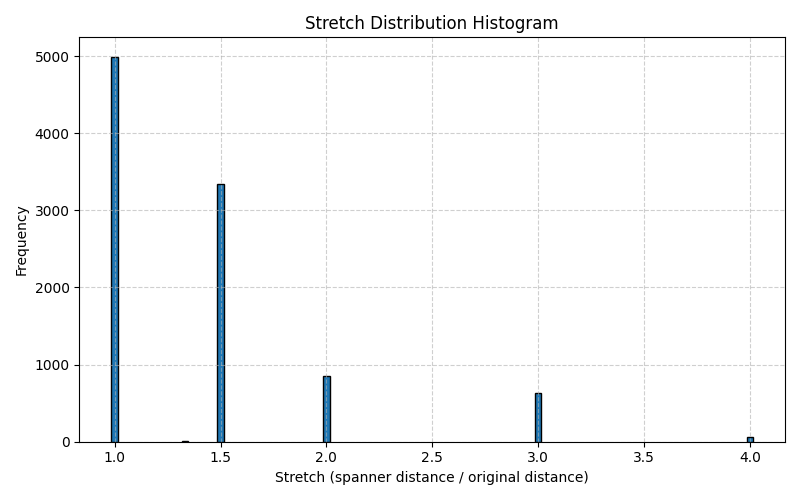 Stretch Distribution Histogram
Frequency
5000
4000
3000
2000
1000
0
1.0 1.5 2.0 2.5 3.0 3.5 4.0
Stretch (spanner distance / original distance)